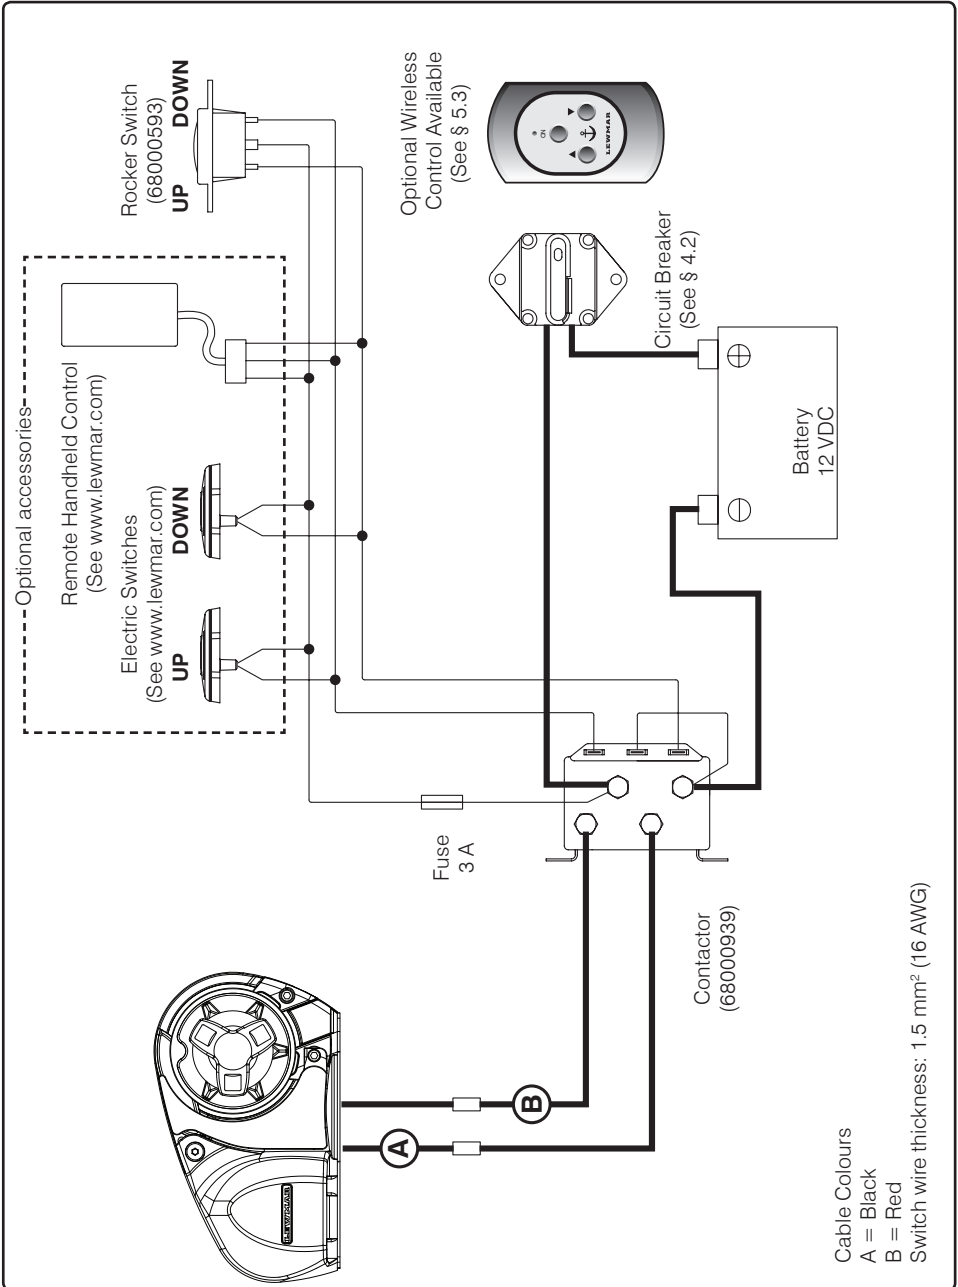 Optional accessories
Remote Handheld Control
(See www.lewmar.com)
Electric Switches
(See www.lewmar.com)
UP
DOWN
Rocker Switch
(68000593)
UP
DOWN
Optional Wireless
Control Available
(See § 5.3)
ON
LEWMAR
Circuit Breaker
(See § 4.2)
Battery
12 VDC
Fuse
3 A
Contactor
(68000939)
LEWMAR
A
B
Cable Colours
A = Black
B = Red
Switch wire thickness: 1.5 mm² (16 AWG)